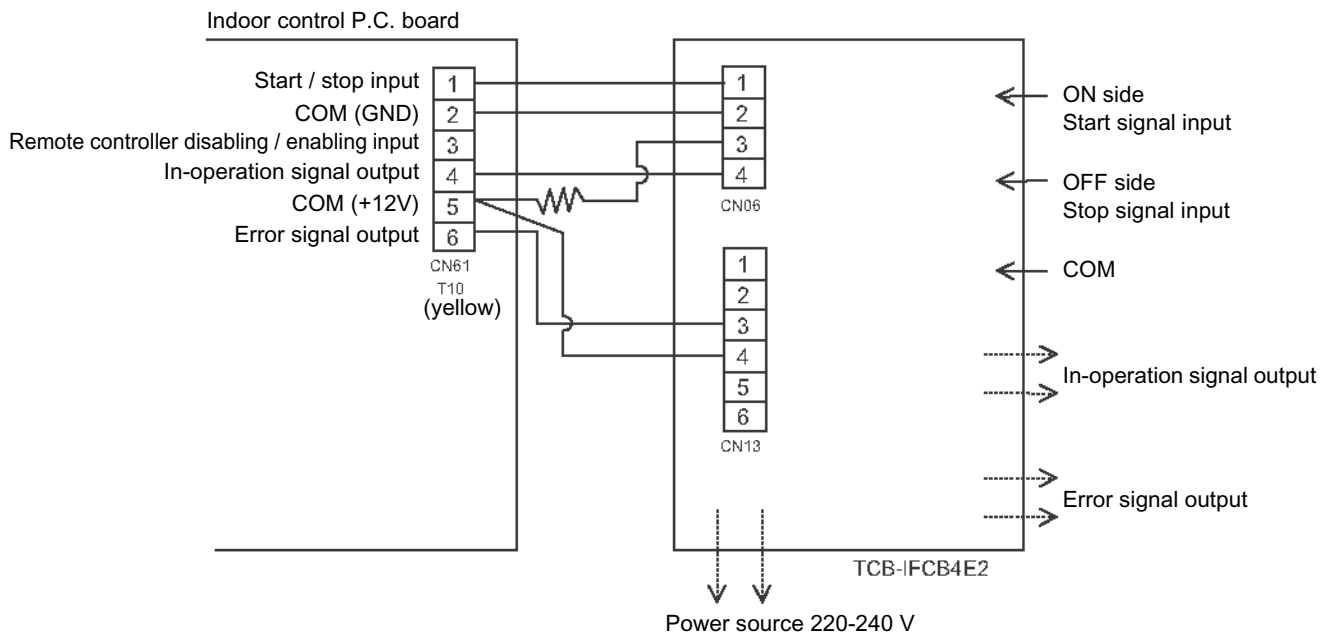 Indoor control P.C. board
Start / stop input
COM (GND)
Remote controller disabling / enabling input
In-operation signal output
COM (+12V)
Error signal output
1
2
3
4
5
6
CN61
T10
(yellow)
1
2
3
4
CN06
1
2
3
4
5
6
CN13
ON side
Start signal input
OFF side
Stop signal input
COM
In-operation signal output
Error signal output
TCB-IFCB4E2
Power source 220-240 V